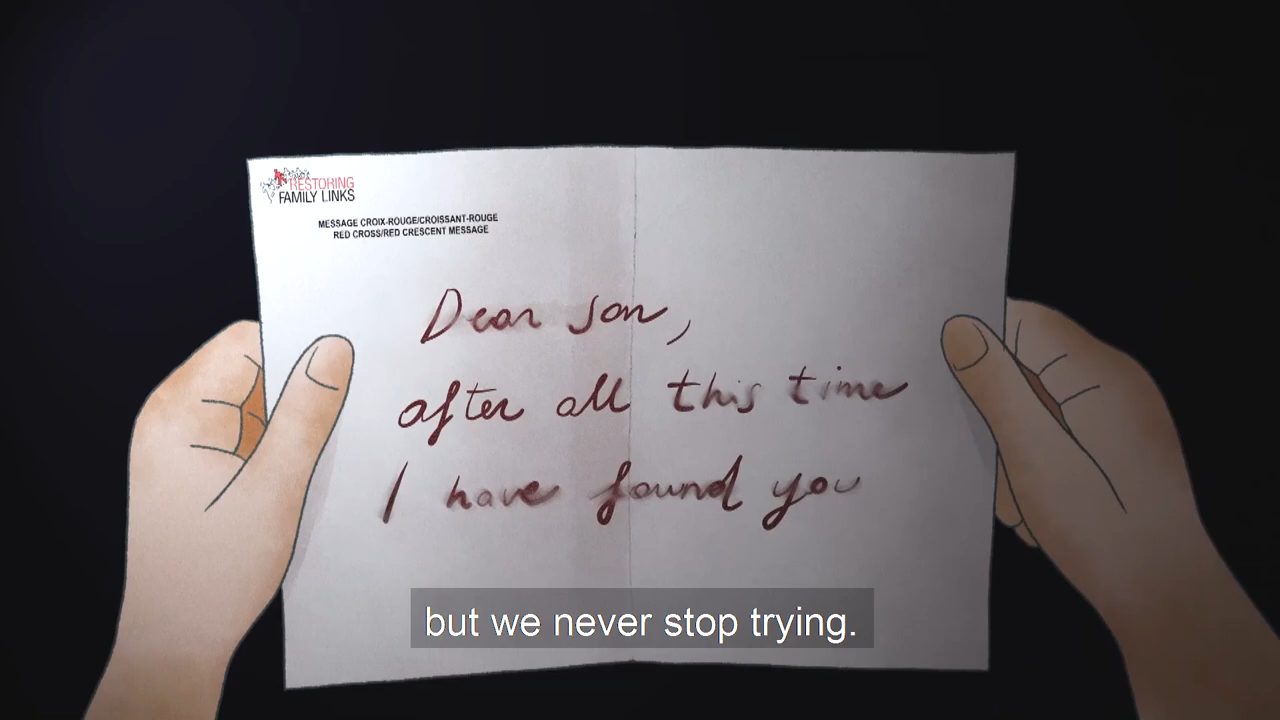 RESTORING
FAMILY LINKS
MESSAGE CROIX-ROUGE/CROISSANT-ROUGE
RED CROSS/RED CRESCENT MESSAGE
Dear son,
after all this time
I have found you
but we never stop trying.